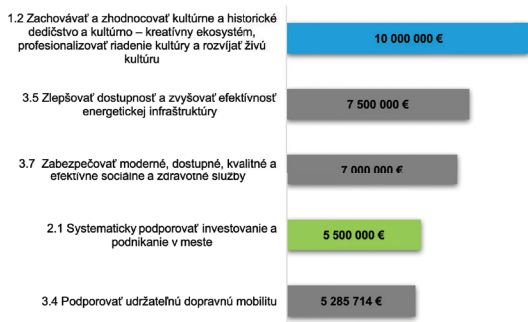 1.2 Zachovávať a zhodnocovať kultúrne a historické
dedičstvo a kultúrno – kreatívny ekosystém,
profesionalizovať riadenie kultúry a rozvíjať živú
kultúru
10 000 000 €
3.5 Zlepšovať dostupnosť a zvyšovať efektívnosť
energetickej infraštruktúry
7 500 000 €
3.7 Zabezpečovať moderné, dostupné, kvalitné a
efektívne sociálne a zdravotné služby
7 000 000 €
2.1 Systematicky podporovať investovanie a
podnikanie v meste
5 500 000 €
3.4 Podporovať udržateľnú dopravnú mobilitu
5 285 714 €